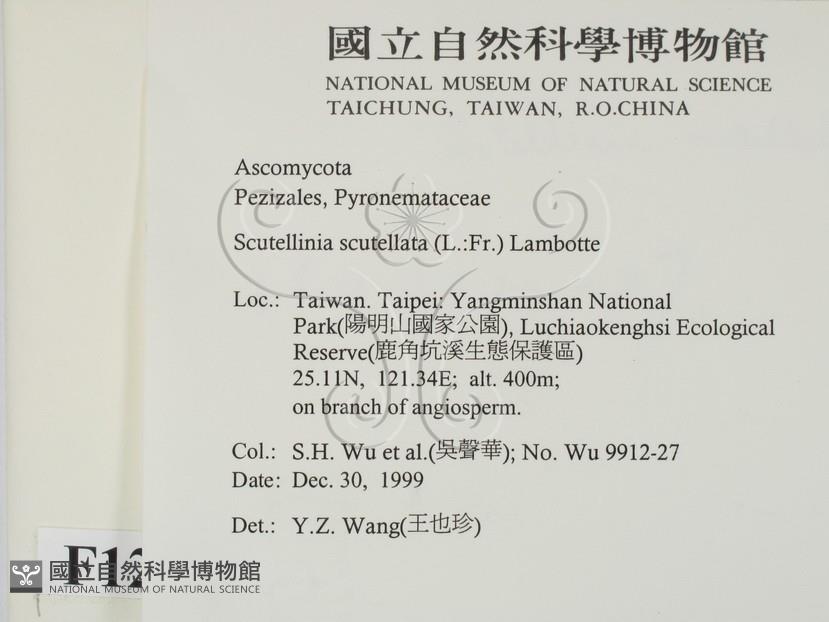 國立自然科學博物館
NATIONAL MUSEUM OF NATURAL SCIENCE
TAICHUNG, TAIWAN, R.O.CHINA
Ascomycota
Pezizales, Pyronemataceae
Scutellinia scutellata (L.:Fr.) Lambotte
Loc.: Taiwan. Taipei: Yangminshan National
Park(陽明山國家公園), Luchiaokenghsi Ecological
Reserve(鹿角坑溪生態保護區)
25.11N, 121.34E; alt. 400m;
on branch of angiosperm.
Col.: S.H. Wu et al.(吳聲華); No. Wu 9912-27
Date: Dec. 30, 1999
Det.: Y.Z. Wang(王也珍)
國立自然科學博物館
NATIONAL MUSEUM OF NATURAL SCIENCE